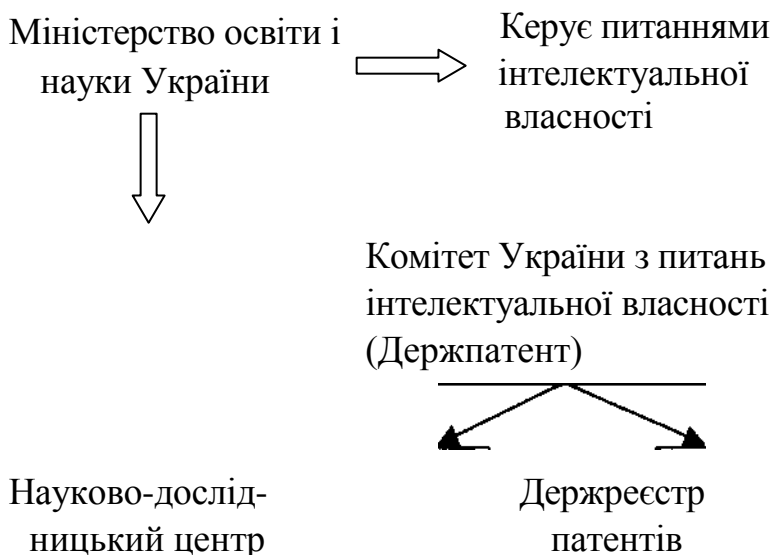 Міністерство освіти і
науки України
Керує питаннями
інтелектуальної
власності
Комітет України з питань
інтелектуальної власності
(Держпатент)
Науково-дослід-
ницький центр
Держреєстр
патентів